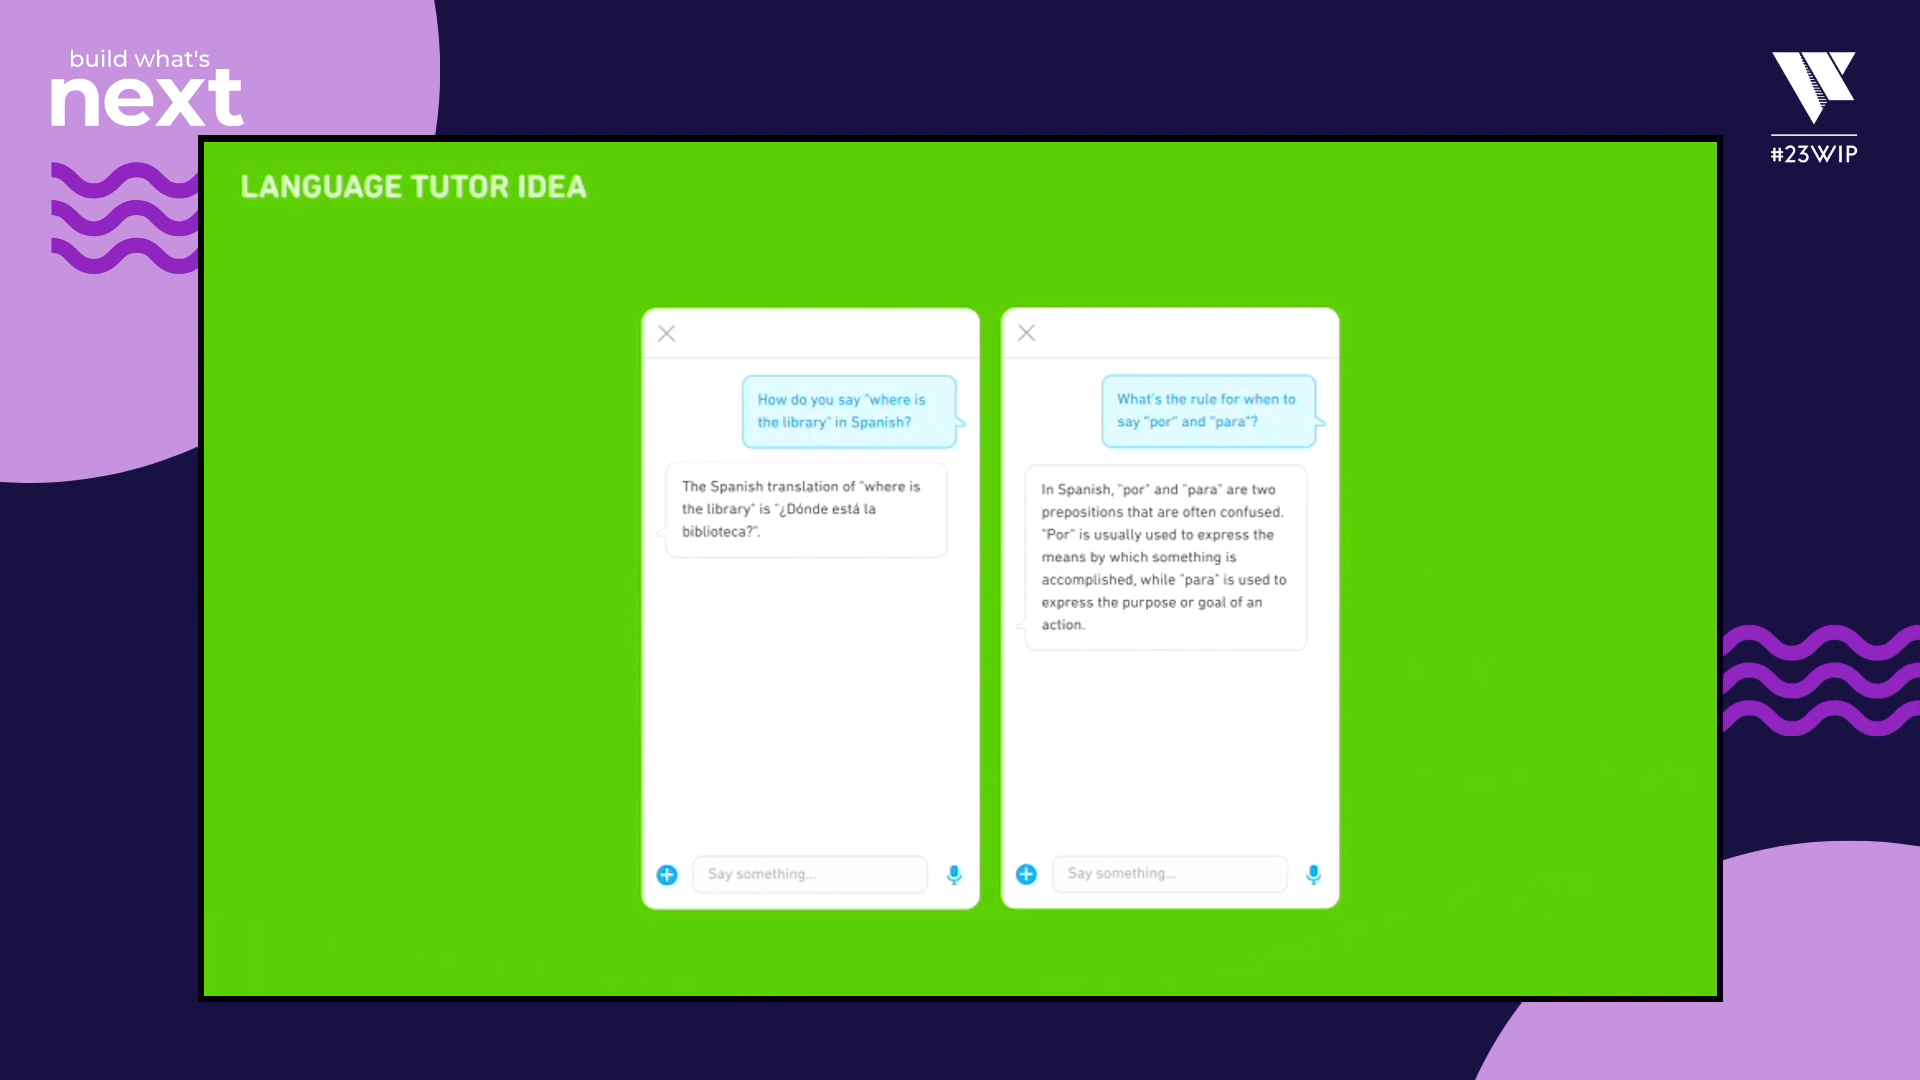 build what's
next
#23WIP
LANGUAGE TUTOR IDEA
How do you say "where is
the library" in Spanish?
The Spanish translation of "where is
the library" is "¿Dónde está la
biblioteca?".
Say something...
What's the rule for when to
say "por" and "para"?
In Spanish, "por" and "para" are two
prepositions that are often confused.
"Por" is usually used to express the
means by which something is
accomplished, while "para" is used to
express the purpose or goal of an
action.
Say something...